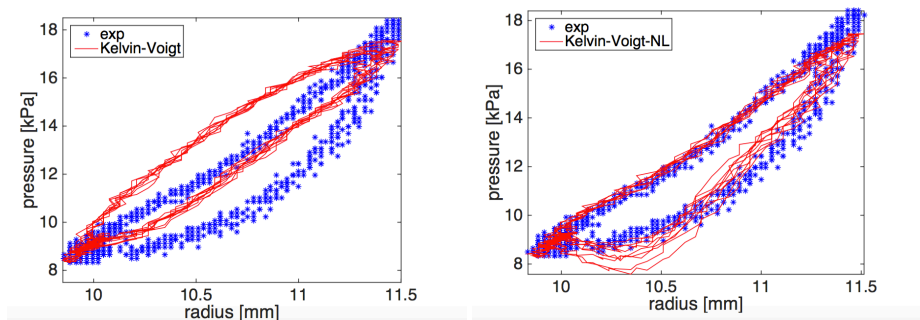 exp
Kelvin-Voigt
pressure [kPa]
18
16
14
12
10
8
10
10.5
11
11.5
radius [mm]
exp
Kelvin-Voigt-NL
pressure [kPa]
18
16
14
12
10
8
10
10.5
11
11.5
radius [mm]